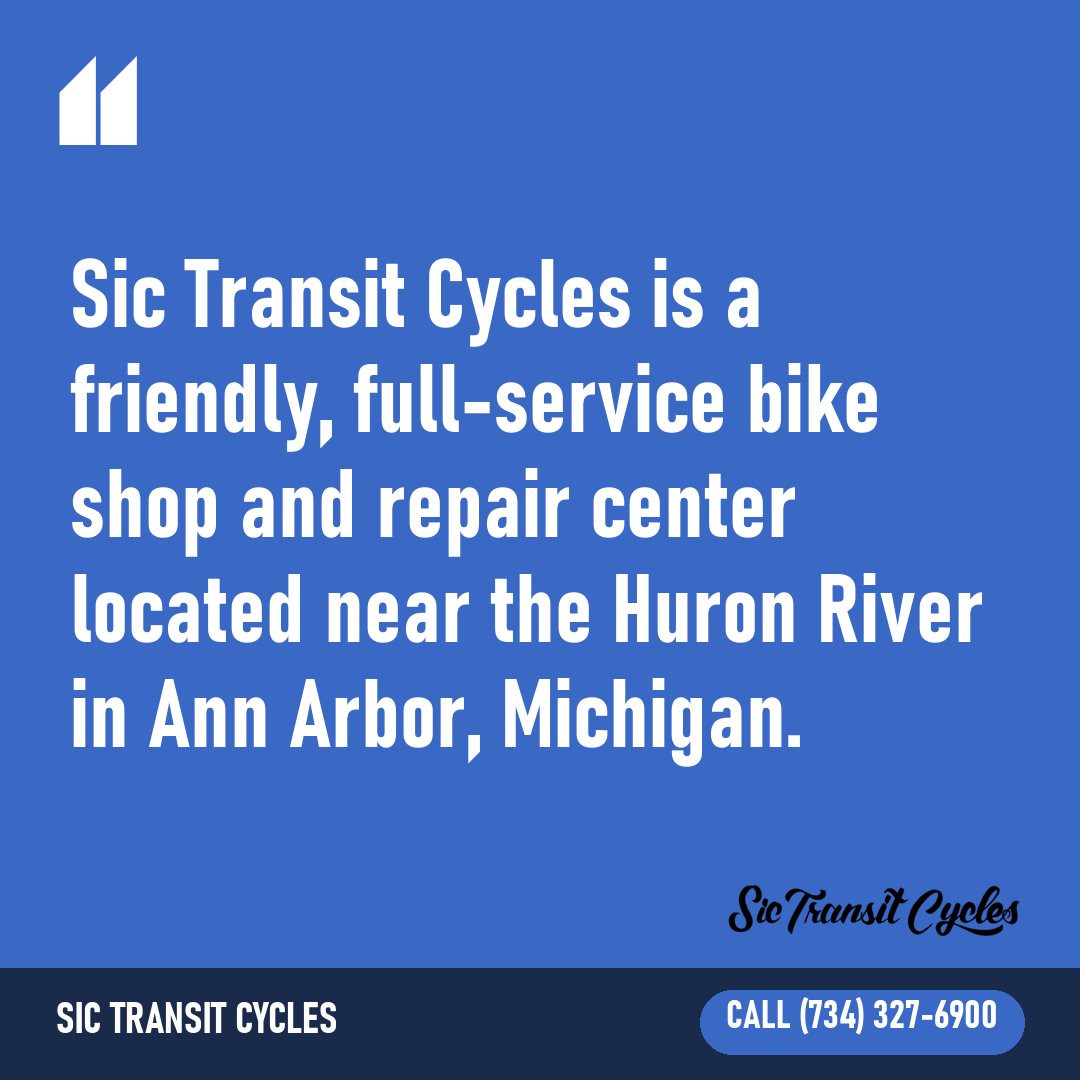 Sic Transit Cycles is a
friendly, full-service bike
shop and repair center
located near the Huron River
in Ann Arbor, Michigan.
Sic Transit Cycles
SIC TRANSIT CYCLES
CALL (734) 327-6900